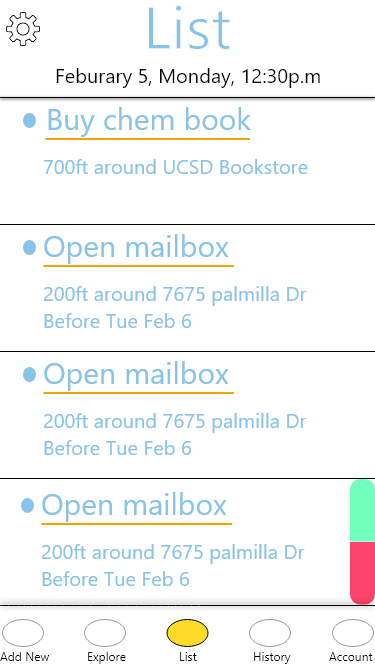 List
Feburary 5, Monday, 12:30p.m
Buy chem book
700ft around UCSD Bookstore
Open mailbox
200ft around 7675 palmilla Dr
Before Tue Feb 6
Open mailbox
200ft around 7675 palmilla Dr
Before Tue Feb 6
Open mailbox
200ft around 7675 palmilla Dr
Before Tue Feb 6
Add New Explore List History Account